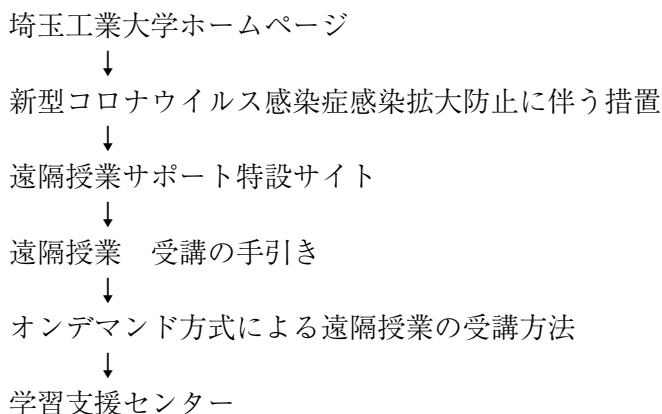 埼玉工業大学ホームページ
↓
新型コロナウイルス感染症感染拡大防止に伴う措置
↓
遠隔授業サポート特設サイト
↓
遠隔授業　受講の手引き
↓
オンデマンド方式による遠隔授業の受講方法
↓
学習支援センター